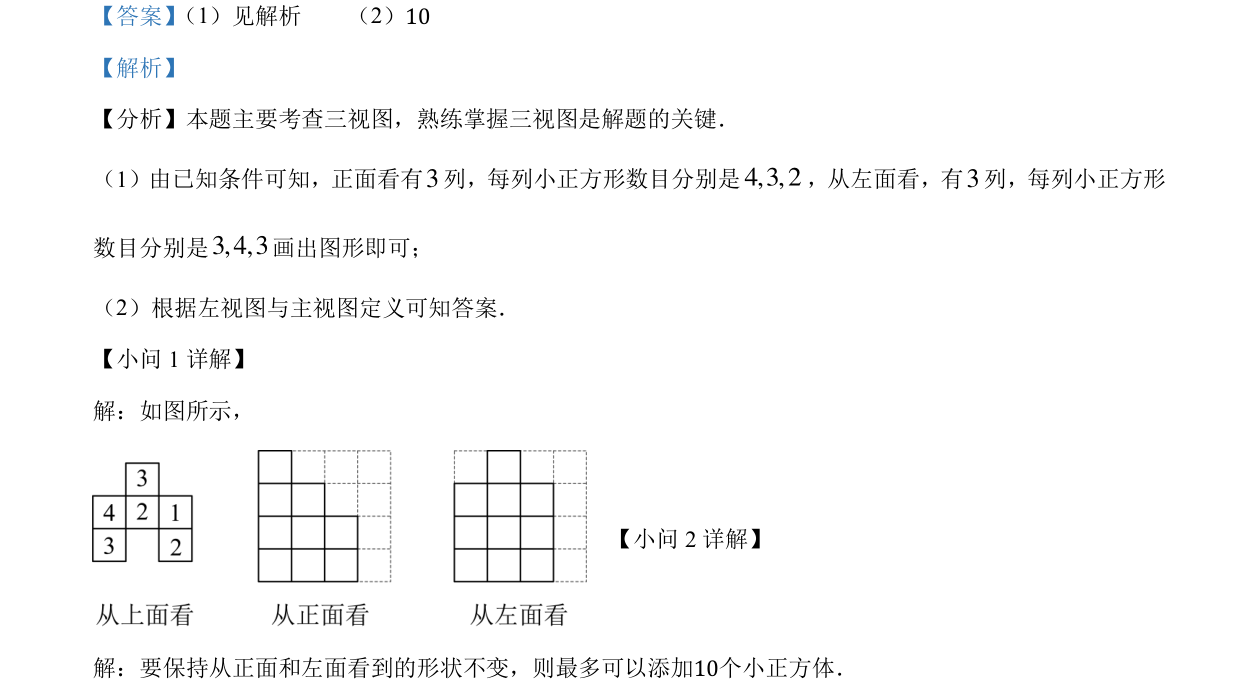 【答案】（1）见解析 （2）10
【解析】
【分析】本题主要考查三视图，熟练掌握三视图是解题的关键．
（1）由已知条件可知，正面看有3列，每列小正方形数目分别是4,3,2，从左面看，有3列，每列小正方形
数目分别是3,4,3画出图形即可；
（2）根据左视图与主视图定义可知答案．
【小问 1 详解】
解：如图所示，
3
4 2 1
3 2
【小问 2 详解】
从上面看 从正面看 从左面看
解：要保持从正面和左面看到的形状不变，则最多可以添加10个小正方体．